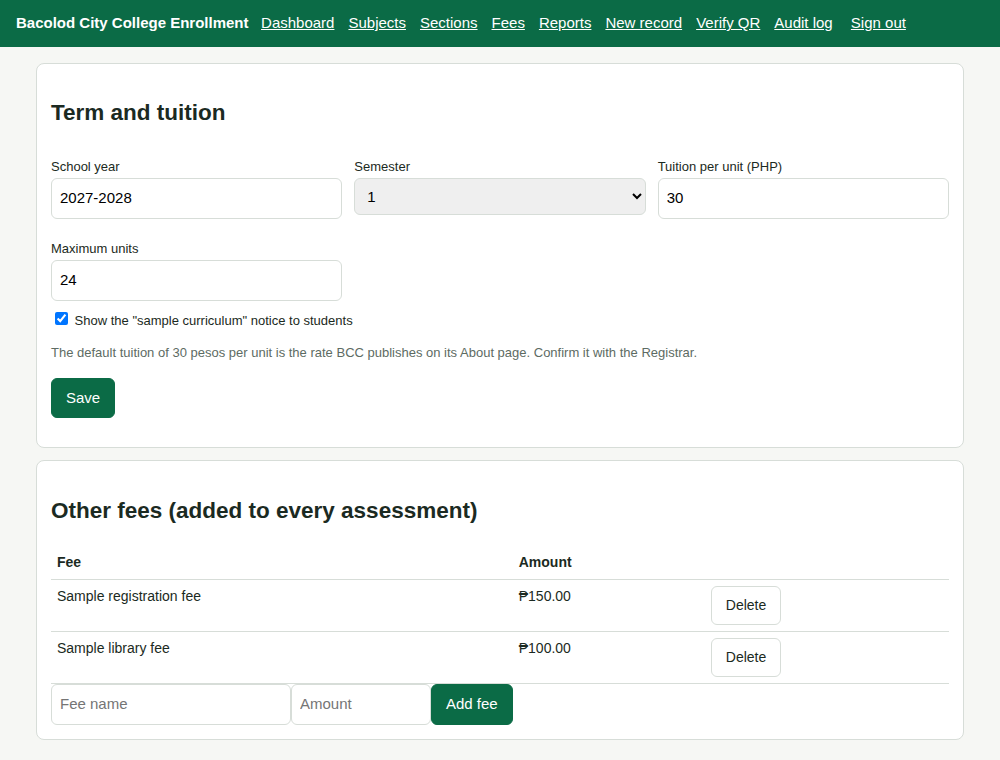 Bacolod City College Enrollment Dashboard Subjects Sections Fees Reports New record Verify QR Audit log Sign out
Term and tuition
School year Semester Tuition per unit (PHP)
2027-2028 1 30
Maximum units
24
Show the "sample curriculum" notice to students
The default tuition of 30 pesos per unit is the rate BCC publishes on its About page. Confirm it with the Registrar.
Save
Other fees (added to every assessment)
Fee Amount
Sample registration fee ₱150.00 Delete
Sample library fee ₱100.00 Delete
Fee name Amount Add fee